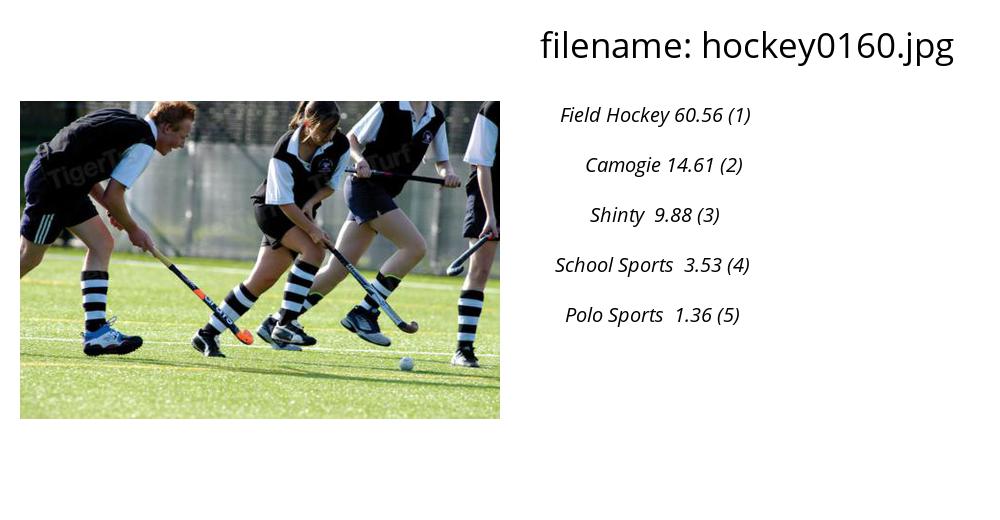 filename: hockey0160.jpg
Field Hockey 60.56 (1)
Camogie 14.61 (2)
Shinty 9.88 (3)
School Sports 3.53 (4)
Polo Sports 1.36 (5)